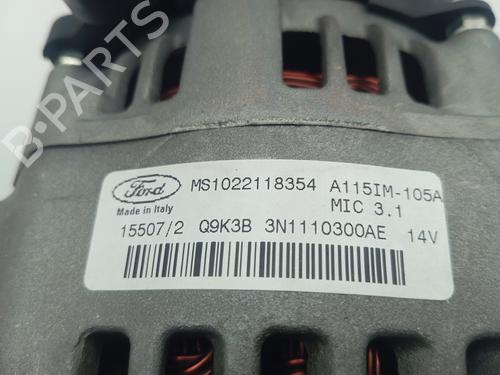 B-PARTS
Ford MS1022118354 A115IM-105A
Made in Italy MIC 3.1
15507/2 Q9K3B 3N1110300AE 14V